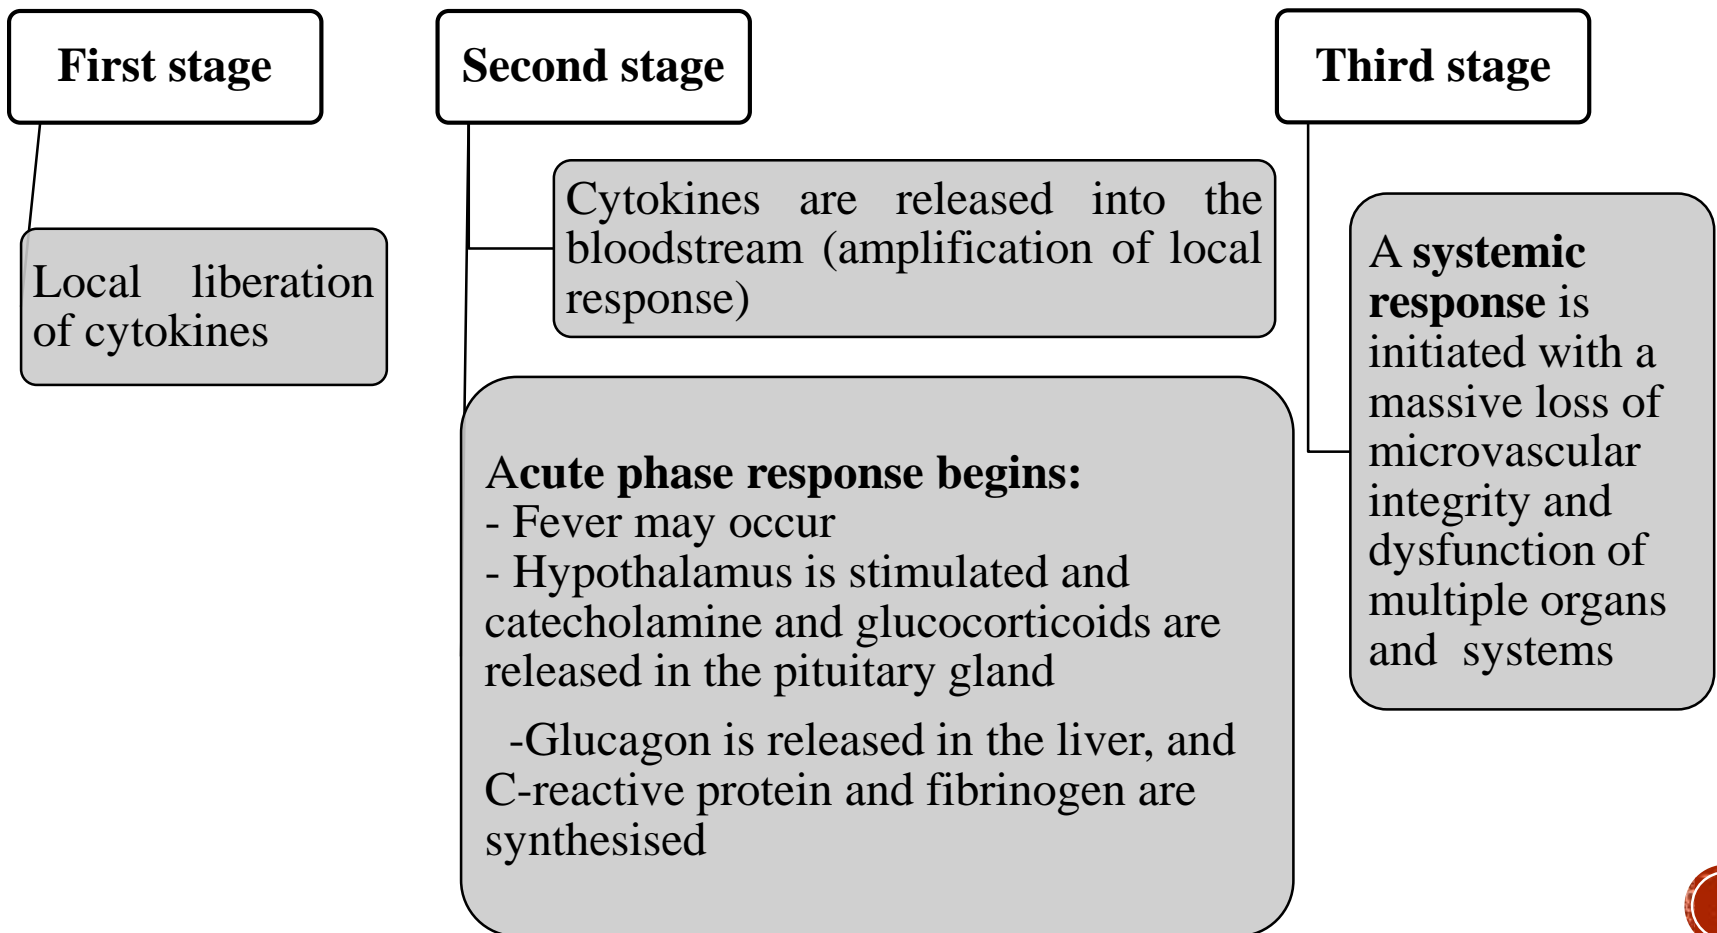 First stage
Local liberation
of cytokines
Second stage
Cytokines are released into the
bloodstream (amplification of local
response)
Acute phase response begins:
- Fever may occur
- Hypothalamus is stimulated and
catecholamine and glucocorticoids are
released in the pituitary gland
-Glucagon is released in the liver, and
C-reactive protein and fibrinogen are
synthesised
Third stage
A systemic
response is
initiated with a
massive loss of
microvascular
integrity and
dysfunction of
multiple organs
and systems